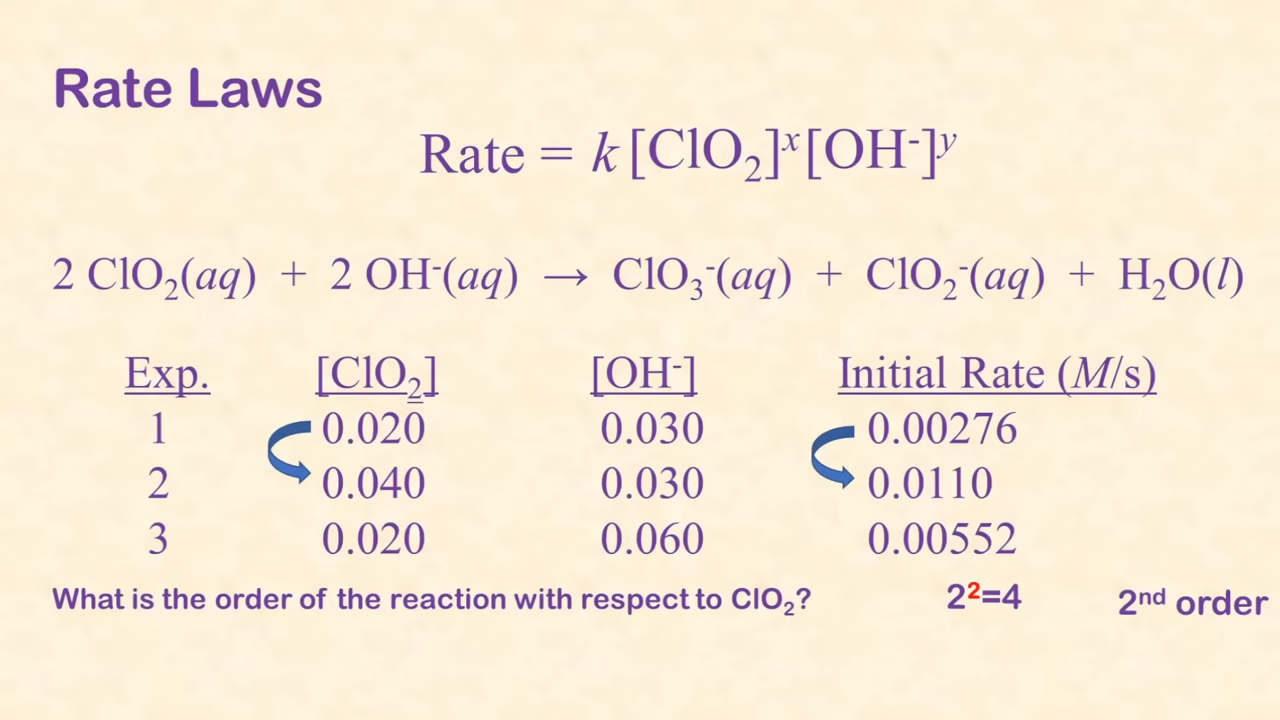 Rate Laws
Rate = k [ClO₂]ˣ[OH⁻]ʸ
2 ClO₂(aq) + 2 OH⁻(aq) → ClO₃⁻(aq) + ClO₂⁻(aq) + H₂O(l)
Exp. [ClO₂] [OH⁻] Initial Rate (M/s)
1 0.020 0.030 0.00276
2 0.040 0.030 0.0110
3 0.020 0.060 0.00552
What is the order of the reaction with respect to ClO₂? 2²=4 2ⁿᵈ order